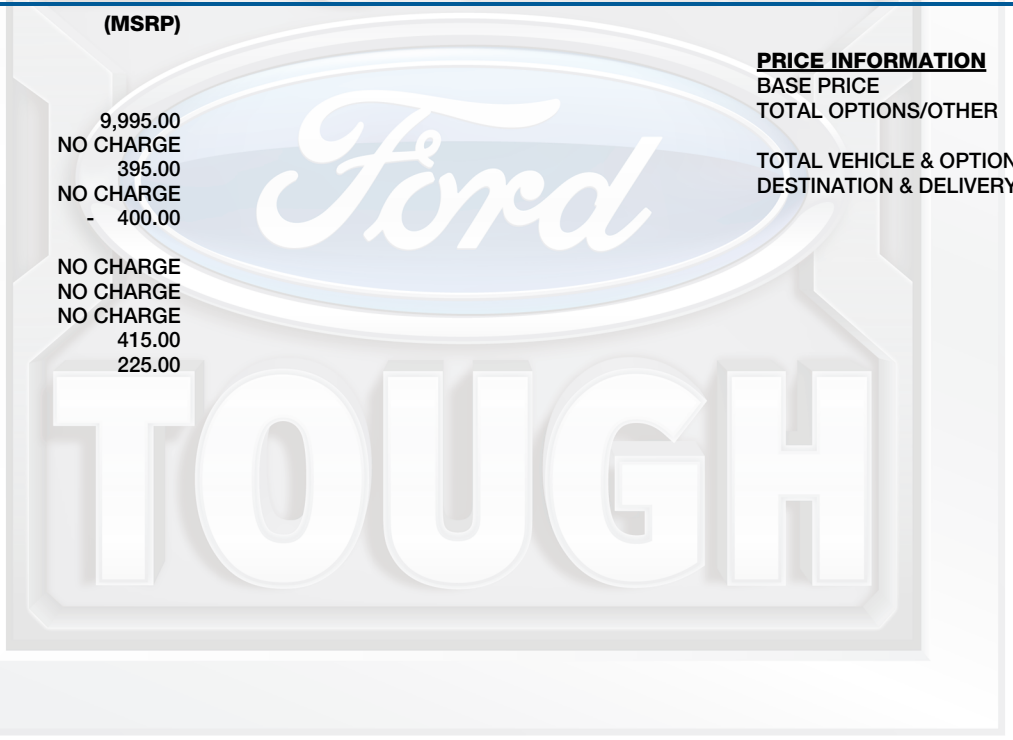 (MSRP)
9,995.00
NO CHARGE
395.00
NO CHARGE
- 400.00
NO CHARGE
NO CHARGE
NO CHARGE
415.00
225.00
PRICE INFORMATION
BASE PRICE
TOTAL OPTIONS/OTHER
TOTAL VEHICLE & OPTION
DESTINATION & DELIVERY
Ford
TOUGH